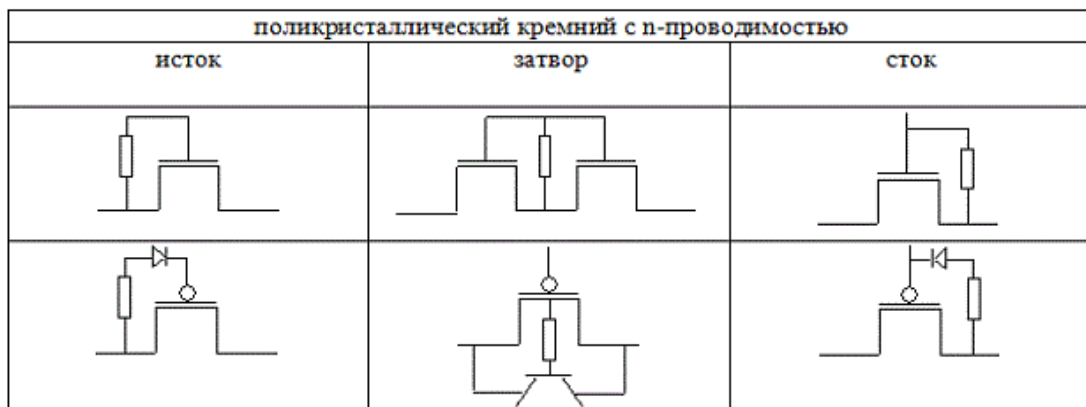 поликристаллический кремний с n-проводимостью
исток затвор сток